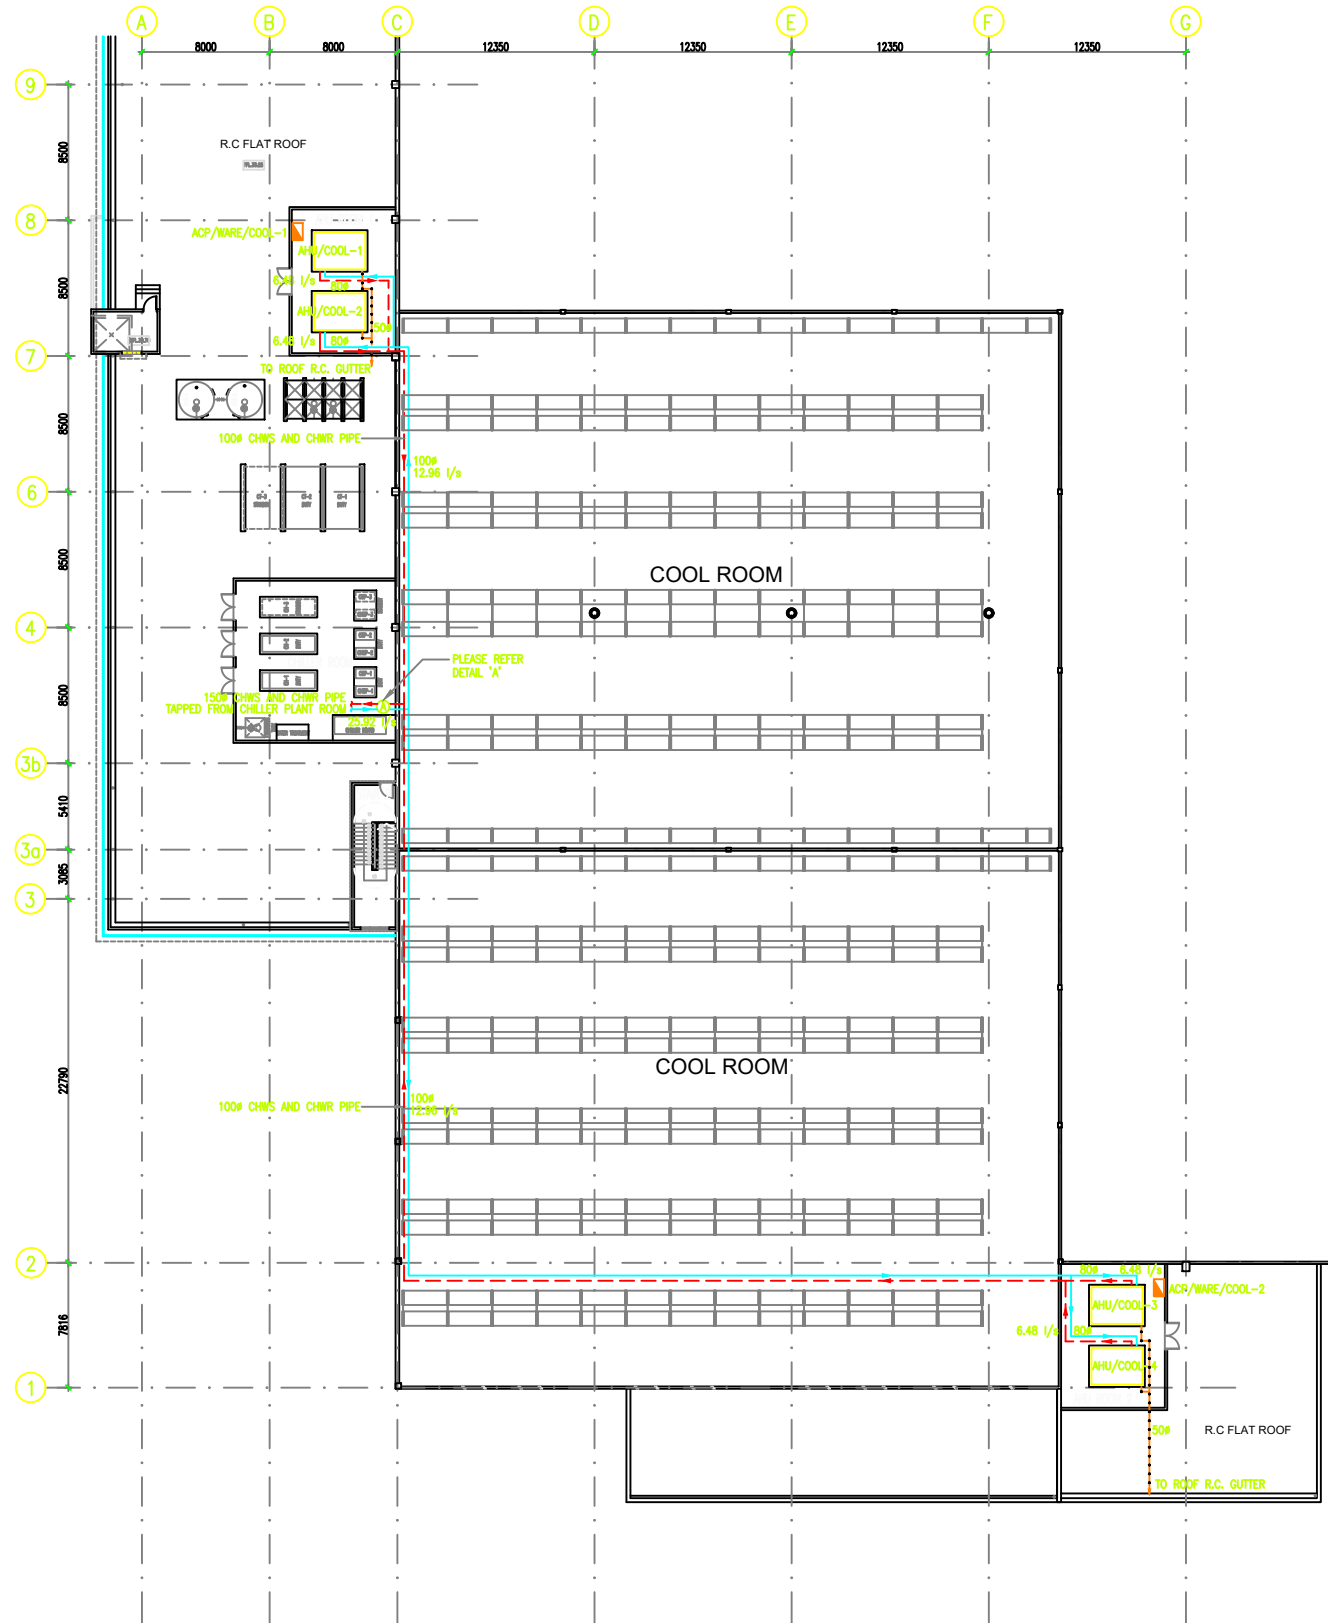 A
B
C
D
E
F
G
8000
8000
12350
12350
12350
12350
9
8500
R.C FLAT ROOF
8
ACP/WARE/COOL-1
AHU/COOL-1
8500
6.48 l/s
80ø
AHU/COOL-2
50ø
6.48 l/s
80ø
7
TO ROOF R.C. GUTTER
8500
100ø CHWS AND CHWR PIPE
100ø
12.96 l/s
6
8500
COOL ROOM
4
PLEASE REFER
DETAIL 'A'
8500
150ø CHWS AND CHWR PIPE
TAPPED FROM CHILLER PLANT ROOM
A
25.92 l/s
3b
5410
3a
3085
3
22790
COOL ROOM
100ø CHWS AND CHWR PIPE
100ø
12.96 l/s
2
80ø
6.48 l/s
ACP/WARE/COOL-2
AHU/COOL-3
7816
6.48 l/s
80ø
AHU/COOL-4
1
50ø
R.C FLAT ROOF
TO ROOF R.C. GUTTER